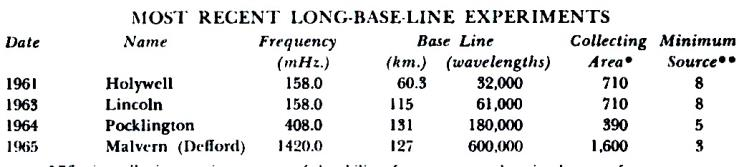 MOST RECENT LONG-BASE-LINE EXPERIMENTS
Date Name Frequency Base Line Collecting Minimum
(mHz.) (km.) (wavelengths) Area* Source**
1961 Holywell 158.0 60.3 32,000 710 8
1963 Lincoln 158.0 115 61,000 710 8
1964 Pocklington 408.0 131 180,000 390 5
1965 Malvern (Defford) 1420.0 127 600,000 1,600 3